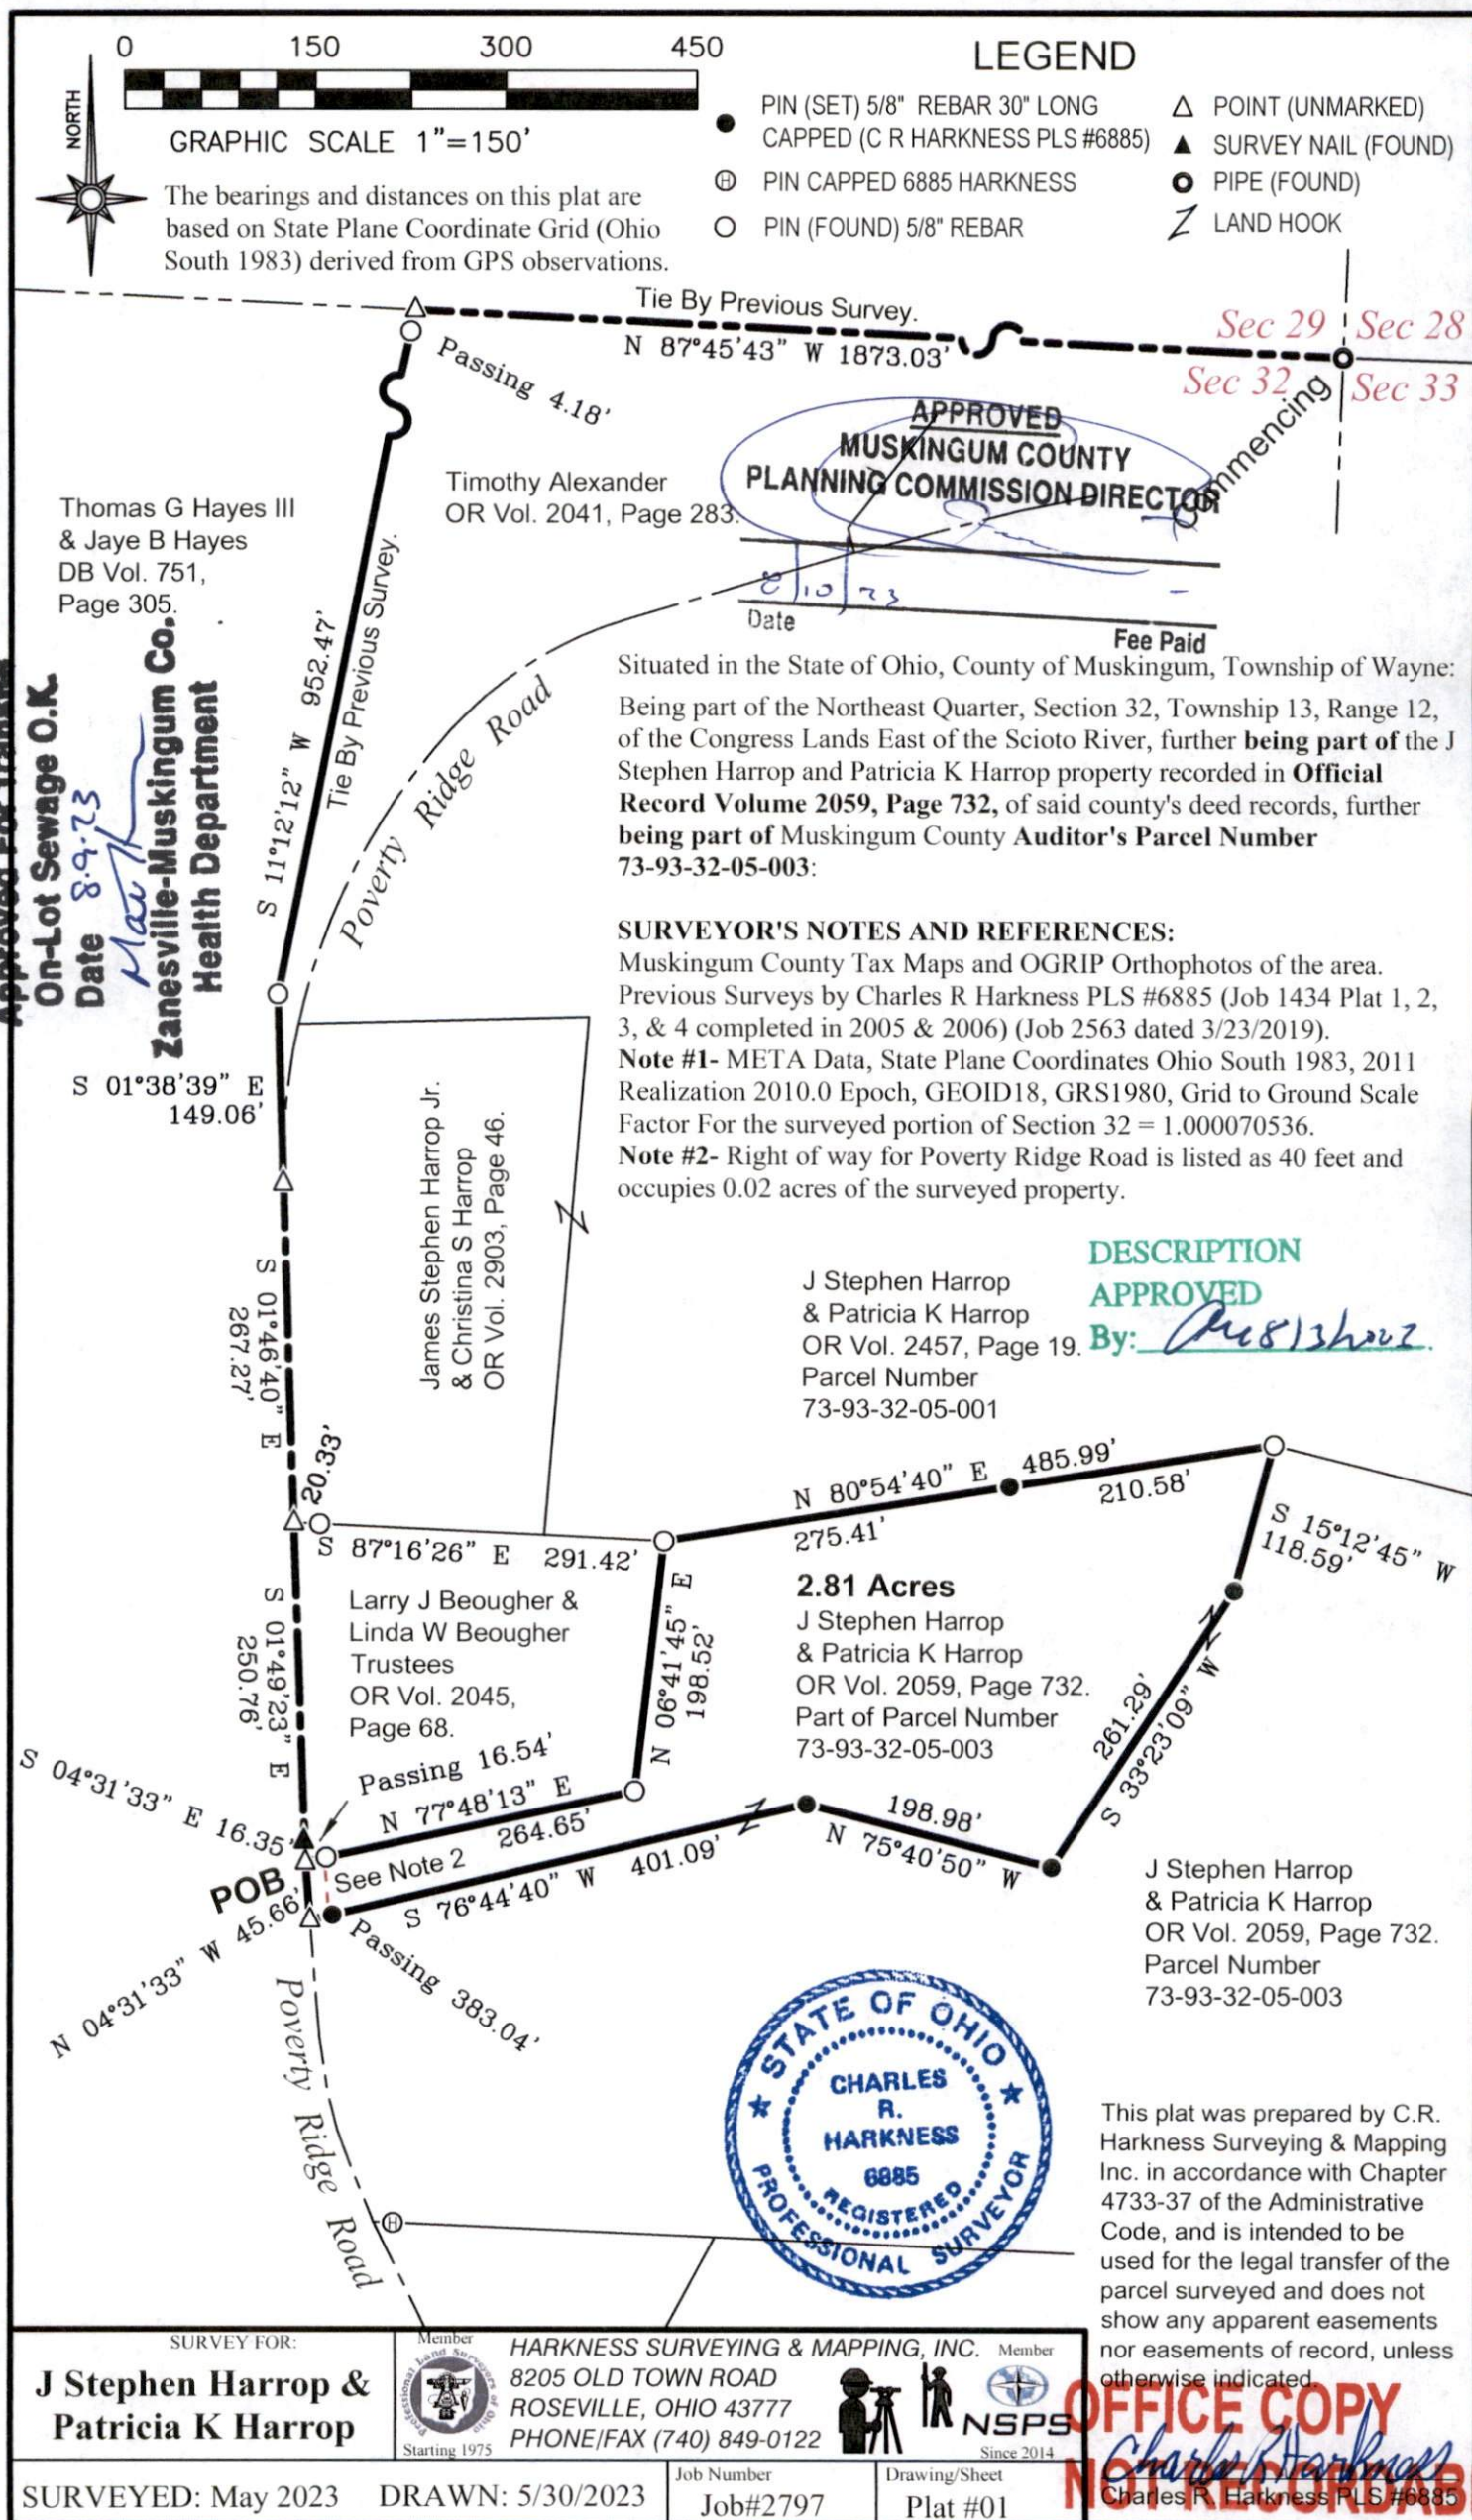 0 150 300 450
NORTH
GRAPHIC SCALE 1"=150'
The bearings and distances on this plat are
based on State Plane Coordinate Grid (Ohio
South 1983) derived from GPS observations.
LEGEND
PIN (SET) 5/8" REBAR 30" LONG
CAPPED (C R HARKNESS PLS #6885)
H PIN CAPPED 6885 HARKNESS
PIN (FOUND) 5/8" REBAR
POINT (UNMARKED)
SURVEY NAIL (FOUND)
PIPE (FOUND)
LAND HOOK
Tie By Previous Survey.
N 87°45'43" W 1873.03'
Sec 29 Sec 28
Sec 32 Sec 33
Commencing
Passing 4.18'
APPROVED
MUSKINGUM COUNTY
PLANNING COMMISSION DIRECTOR
8/10/23
Date
Fee Paid
Thomas G Hayes III
& Jaye B Hayes
DB Vol. 751,
Page 305.
Timothy Alexander
OR Vol. 2041, Page 283.
S 11°12'12" W 952.47'
Tie By Previous Survey.
Poverty Ridge Road
Approved For Transfer
On-Lot Sewage O.K.
Date 8-9-23
Zanesville-Muskingum Co.
Health Department
Situated in the State of Ohio, County of Muskingum, Township of Wayne:
Being part of the Northeast Quarter, Section 32, Township 13, Range 12,
of the Congress Lands East of the Scioto River, further being part of the J
Stephen Harrop and Patricia K Harrop property recorded in Official
Record Volume 2059, Page 732, of said county's deed records, further
being part of Muskingum County Auditor's Parcel Number
73-93-32-05-003:
SURVEYOR'S NOTES AND REFERENCES:
Muskingum County Tax Maps and OGRIP Orthophotos of the area.
Previous Surveys by Charles R Harkness PLS #6885 (Job 1434 Plat 1, 2,
3, & 4 completed in 2005 & 2006) (Job 2563 dated 3/23/2019).
Note #1- META Data, State Plane Coordinates Ohio South 1983, 2011
Realization 2010.0 Epoch, GEOID18, GRS1980, Grid to Ground Scale
Factor For the surveyed portion of Section 32 = 1.000070536.
Note #2- Right of way for Poverty Ridge Road is listed as 40 feet and
occupies 0.02 acres of the surveyed property.
S 01°38'39" E
149.06'
James Stephen Harrop Jr.
& Christina S Harrop
OR Vol. 2903, Page 46.
S 01°46'40" E
267.27'
20.33'
J Stephen Harrop
& Patricia K Harrop
OR Vol. 2457, Page 19.
Parcel Number
73-93-32-05-001
DESCRIPTION
APPROVED
By:
N 80°54'40" E 485.99'
275.41' 210.58'
S 15°12'45" W
118.59'
S 87°16'26" E 291.42'
S 01°49'23" E
250.76'
Larry J Beougher &
Linda W Beougher
Trustees
OR Vol. 2045,
Page 68.
N 06°41'45" E
198.52'
2.81 Acres
J Stephen Harrop
& Patricia K Harrop
OR Vol. 2059, Page 732.
Part of Parcel Number
73-93-32-05-003
261.29'
S 33°23'09" W
S 04°31'33" E 16.35'
Passing 16.54'
N 77°48'13" E
264.65'
198.98'
N 75°40'50" W
POB
See Note 2
S 76°44'40" W 401.09'
N 04°31'33" W 45.66'
Passing 383.04'
J Stephen Harrop
& Patricia K Harrop
OR Vol. 2059, Page 732.
Parcel Number
73-93-32-05-003
Poverty Ridge Road
H
STATE OF OHIO
CHARLES
R.
HARKNESS
6885
REGISTERED
PROFESSIONAL SURVEYOR
This plat was prepared by C.R.
Harkness Surveying & Mapping
Inc. in accordance with Chapter
4733-37 of the Administrative
Code, and is intended to be
used for the legal transfer of the
parcel surveyed and does not
show any apparent easements
nor easements of record, unless
otherwise indicated.
OFFICE COPY
Charles R Harkness
NOT RECORDAB
Charles R. Harkness PLS #6885
SURVEY FOR:
J Stephen Harrop &
Patricia K Harrop
Member
Professional Land Surveyors of Ohio
Starting 1975
HARKNESS SURVEYING & MAPPING, INC.
8205 OLD TOWN ROAD
ROSEVILLE, OHIO 43777
PHONE/FAX (740) 849-0122
Member
NSPS
Since 2014
SURVEYED: May 2023 DRAWN: 5/30/2023
Job Number
Job#2797
Drawing/Sheet
Plat #01